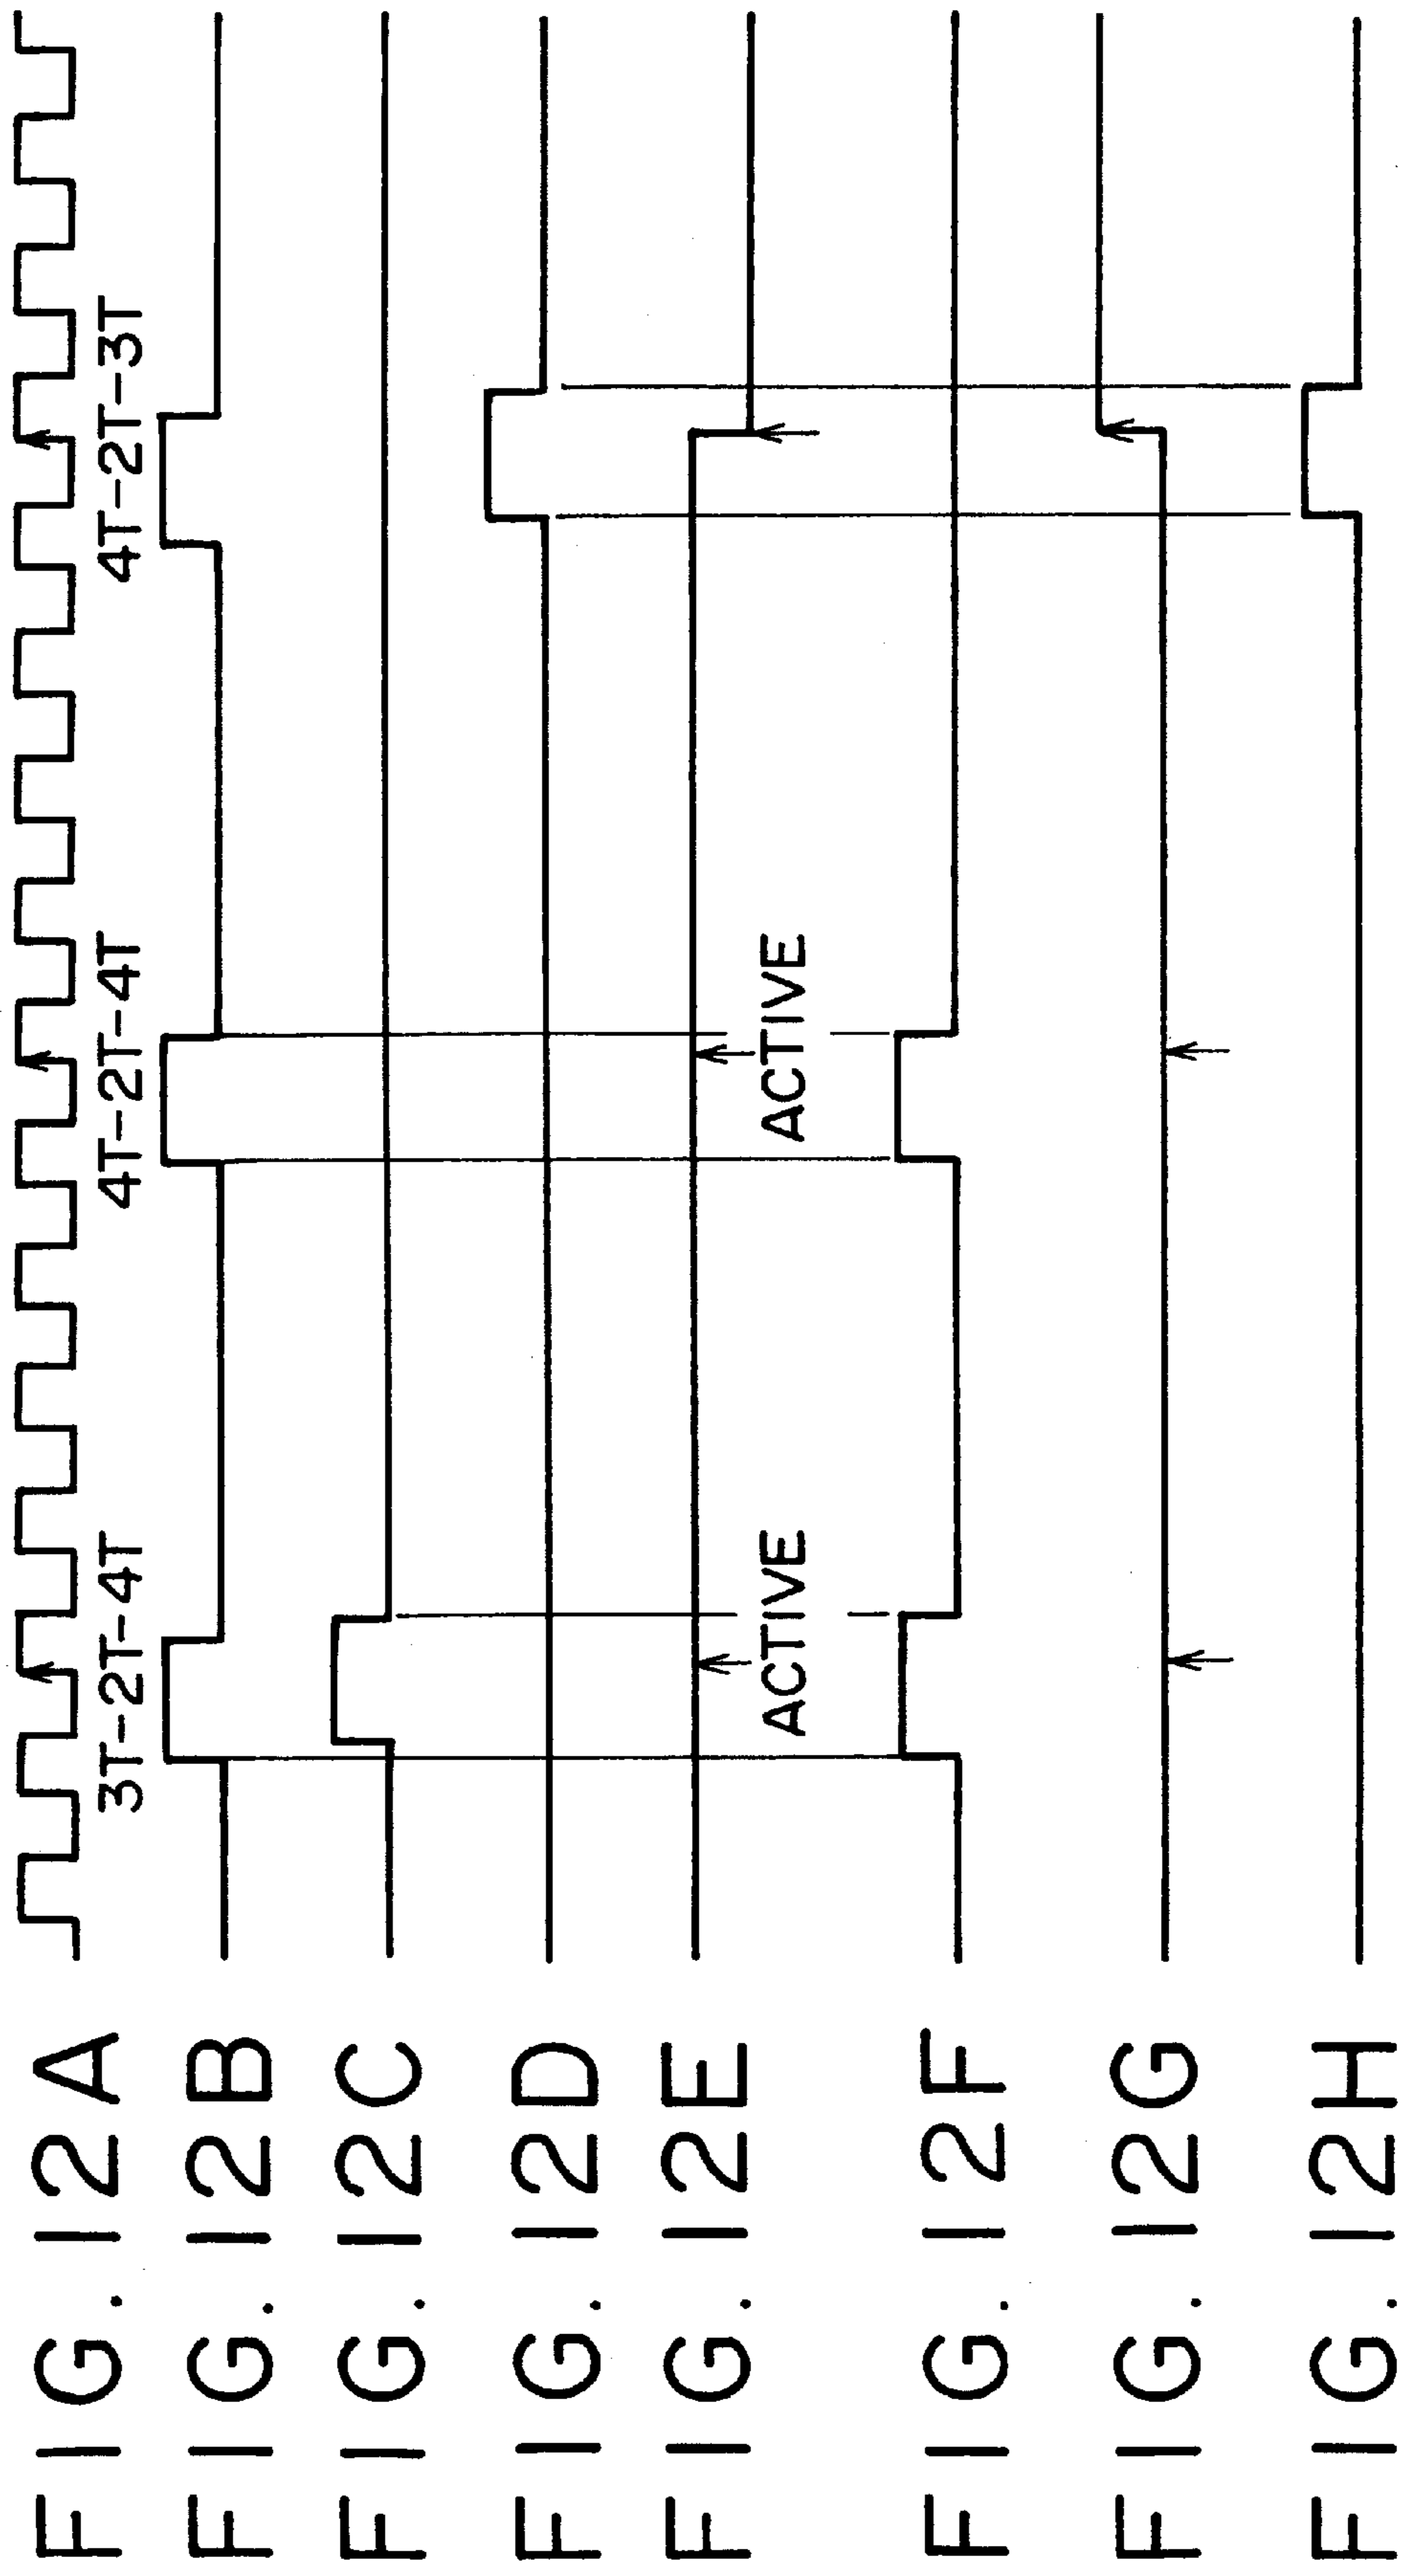 FIG. 12A
3T-2T-4T 4T-2T-4T 4T-2T-3T
FIG. 12B
FIG. 12C
FIG. 12D
FIG. 12E
ACTIVE ACTIVE
FIG. 12F
FIG. 12G
FIG. 12H